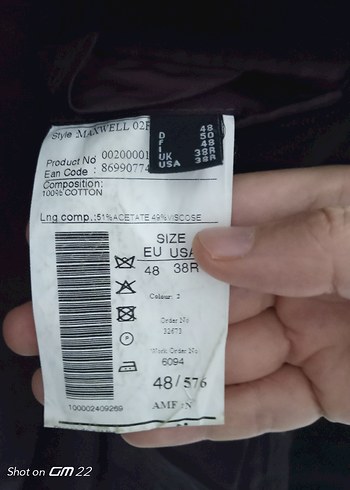 Style MAXWELL 02
D 48
F 50
I 48
UK 38R
USA 38R
Product No 00200001
Ean Code : 8699077
Composition:
100% COTTON
Lng comp.:51%ACETATE 49%VISCOSE
SIZE
EU USA
48 38R
Colour: 2
Order No
32673
Work Order No
6094
48/576
100002409269
Shot on GM 22